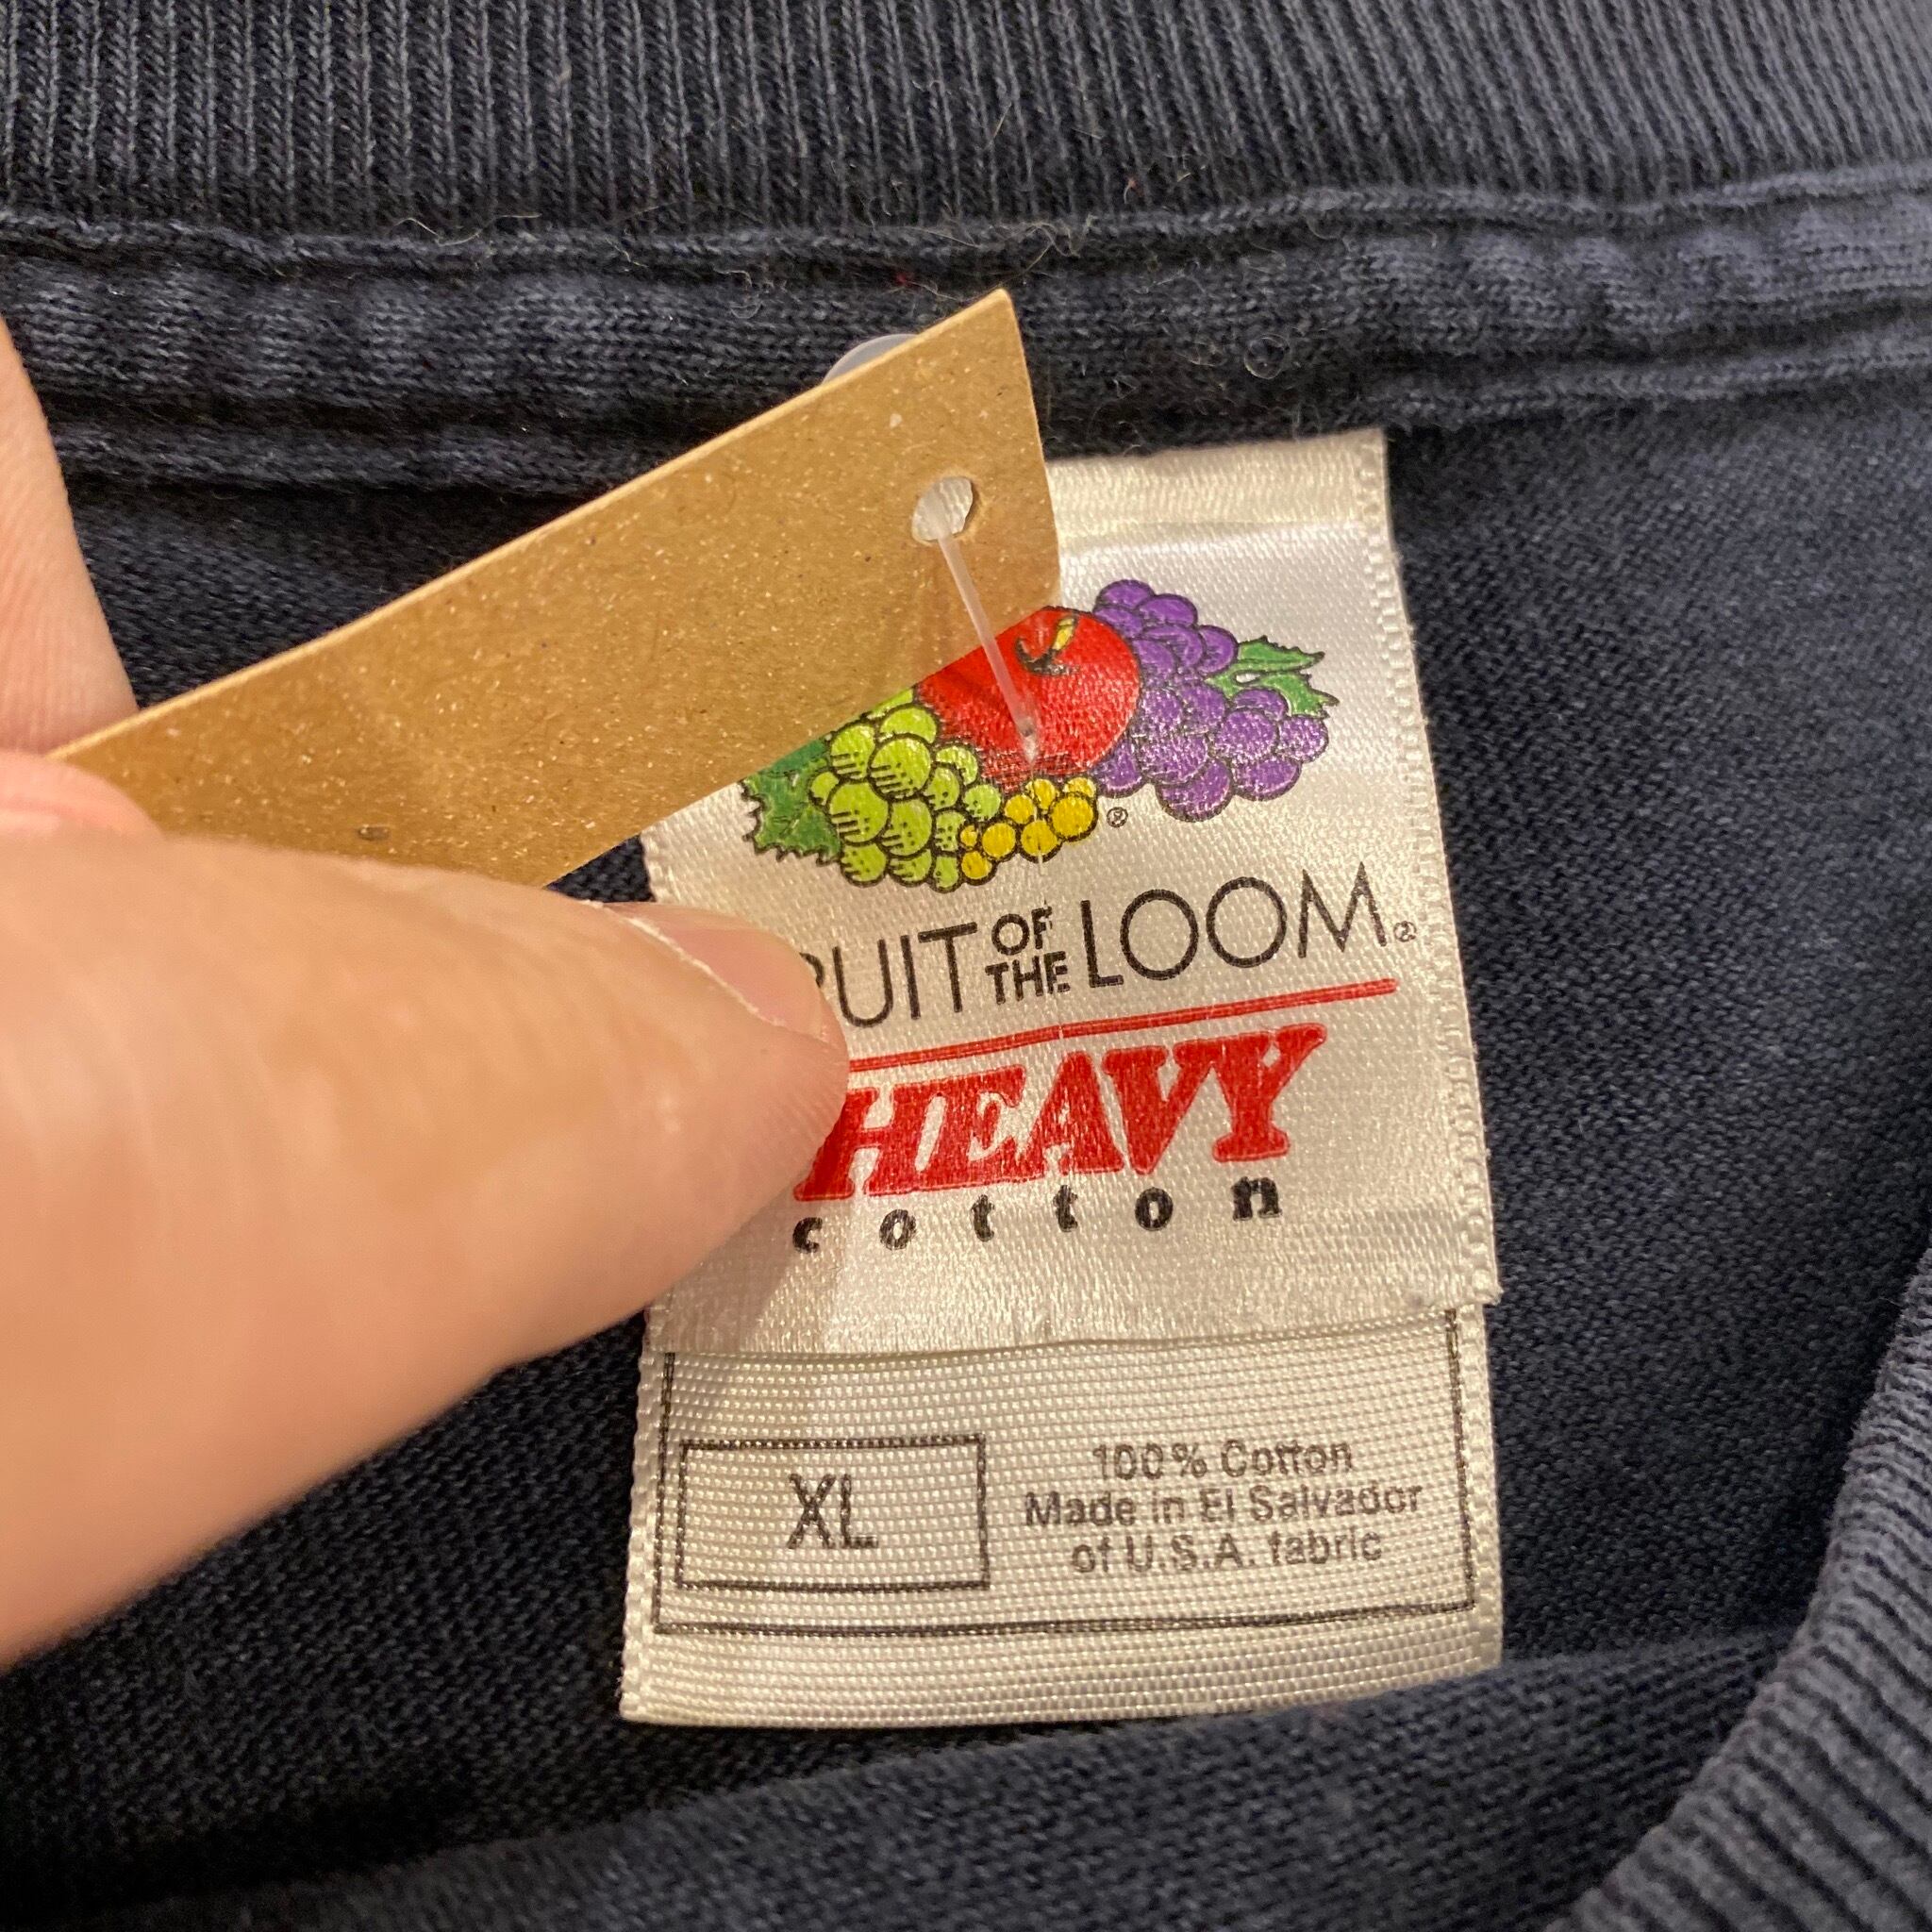 ®
RUIT OF THE LOOM®
HEAVY
cotton
XL
100% Cotton
Made in El Salvador
of U.S.A. fabric